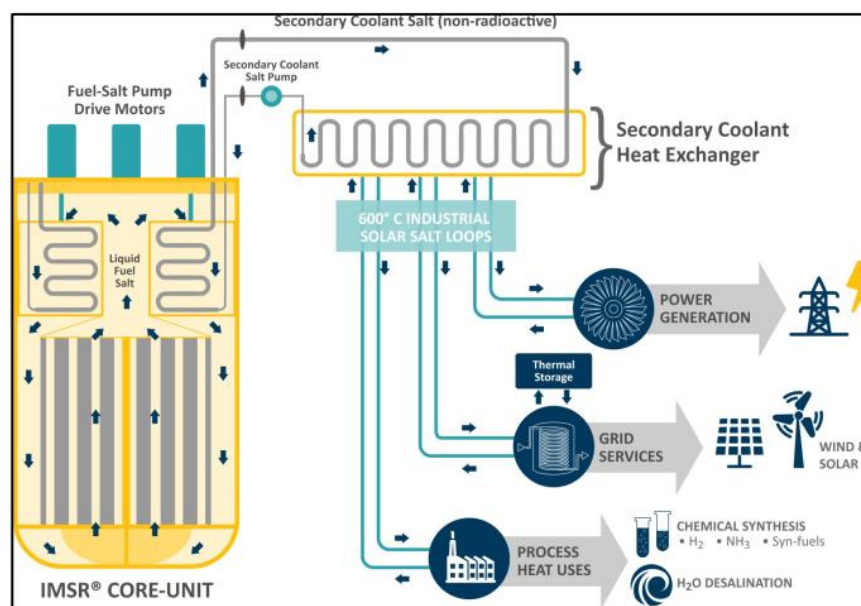 Secondary Coolant Salt (non-radioactive)
Secondary Coolant
Salt Pump
Fuel-Salt Pump
Drive Motors
Secondary Coolant
Heat Exchanger
600° C INDUSTRIAL
SOLAR SALT LOOPS
Liquid
Fuel
Salt
POWER
GENERATION
Thermal
Storage
GRID
SERVICES
WIND &
SOLAR
PROCESS
HEAT USES
CHEMICAL SYNTHESIS
• H₂ • NH₃ • Syn-fuels
H₂O DESALINATION
IMSR® CORE-UNIT